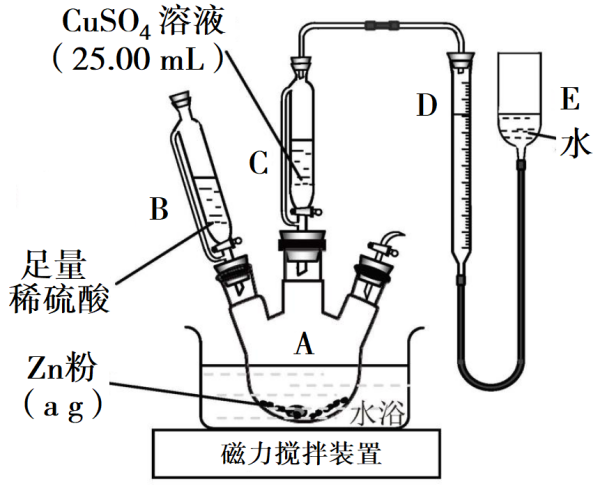 CuSO₄ 溶液
( 25.00 mL )
D
E
水
C
B
足量
稀硫酸
A
Zn粉
( a g )
水浴
磁力搅拌装置